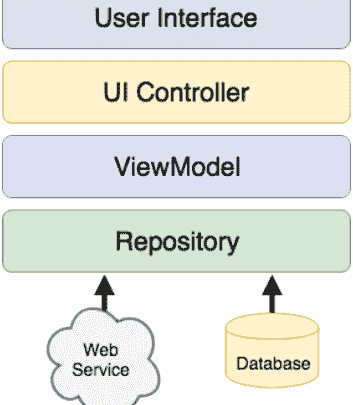 User Interface
UI Controller
ViewModel
Repository
Web
Service
Database